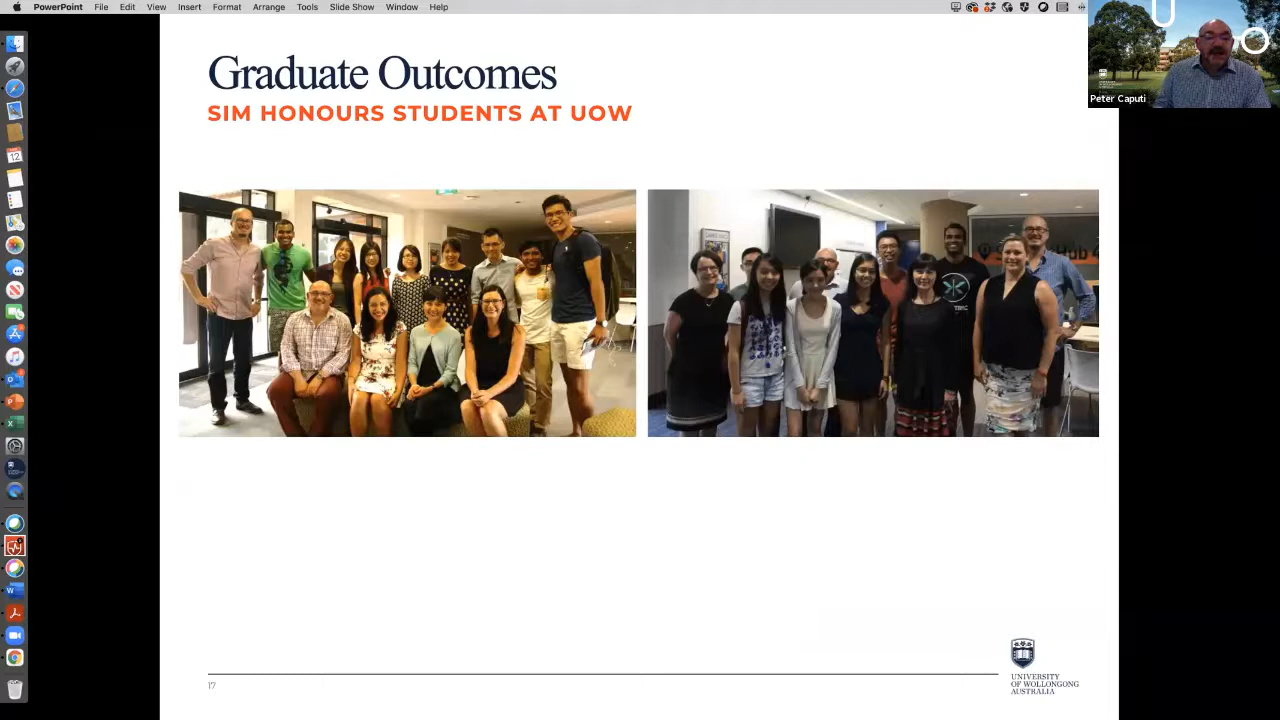 PowerPoint File Edit View Insert Format Arrange Tools Slide Show Window Help
Peter Caputi
Graduate Outcomes
SIM HONOURS STUDENTS AT UOW
17
UNIVERSITY
OF WOLLONGONG
AUSTRALIA